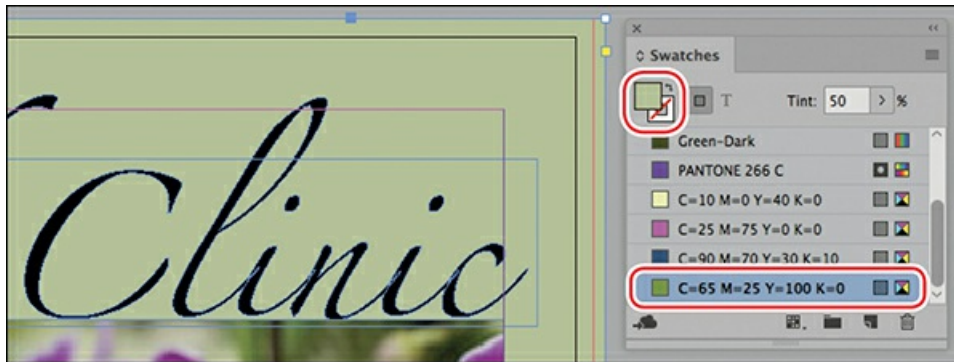 Clinic
Swatches
T Tint: 50 > %
Green-Dark
PANTONE 266 C
C=10 M=0 Y=40 K=0
C=25 M=75 Y=0 K=0
C=90 M=70 Y=30 K=10
C=65 M=25 Y=100 K=0